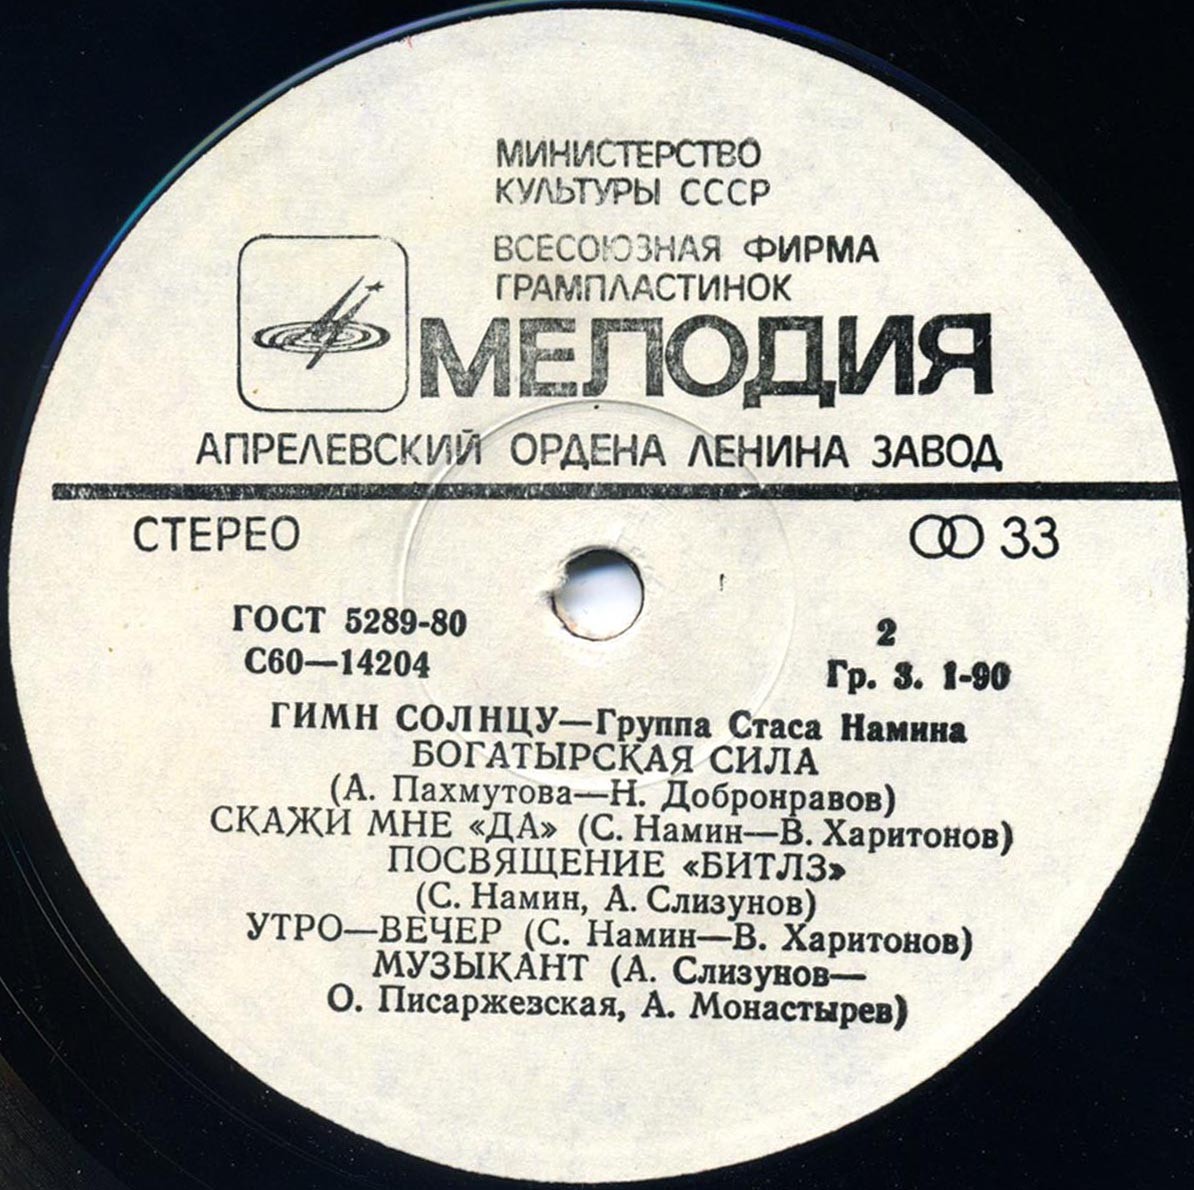 МИНИСТЕРСТВО
КУЛЬТУРЫ СССР
ВСЕСОЮЗНАЯ ФИРМА
ГРАМПЛАСТИНОК
МЕЛОДИЯ
АПРЕЛЕВСКИЙ ОРДЕНА ЛЕНИНА ЗАВОД
СТЕРЕО 33
ГОСТ 5289-80 2
С60—14204 Гр. 3. 1-90
ГИМН СОЛНЦУ—Группа Стаса Намина
БОГАТЫРСКАЯ СИЛА
(А. Пахмутова—Н. Добронравов)
СКАЖИ МНЕ «ДА» (С. Намин—В. Харитонов)
ПОСВЯЩЕНИЕ «БИТЛЗ»
(С. Намин, А. Слизунов)
УТРО—ВЕЧЕР (С. Намин—В. Харитонов)
МУЗЫКАНТ (А. Слизунов—
О. Писаржевская, А. Монастырев)